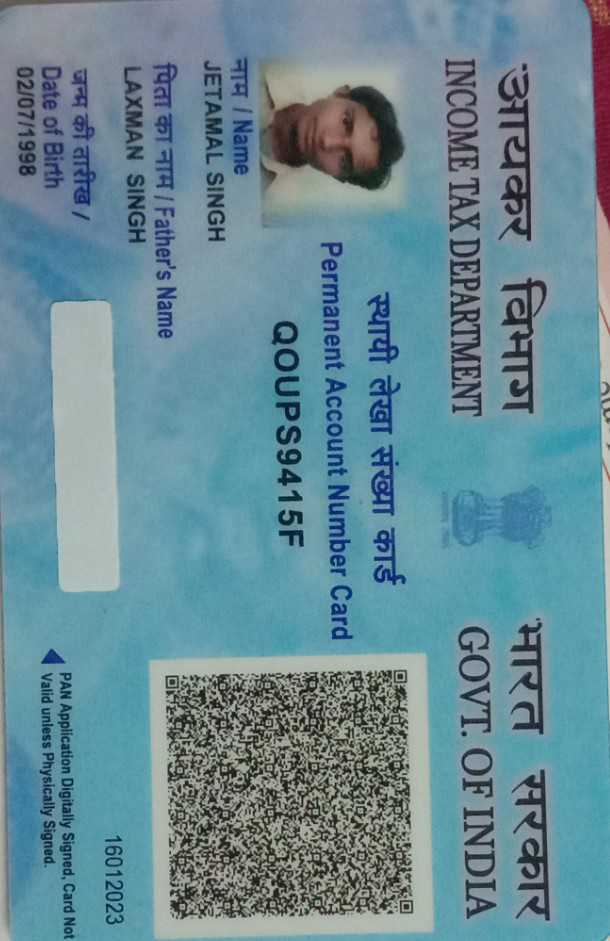 आयकर विभाग
INCOME TAX DEPARTMENT
भारत सरकार
GOVT. OF INDIA
स्थायी लेखा संख्या कार्ड
Permanent Account Number Card
QOUPS9415F
नाम / Name
JETAMAL SINGH
पिता का नाम / Father's Name
LAXMAN SINGH
जन्म की तारीख /
Date of Birth
02/07/1998
16012023
PAN Application Digitally Signed, Card Not
Valid unless Physically Signed.